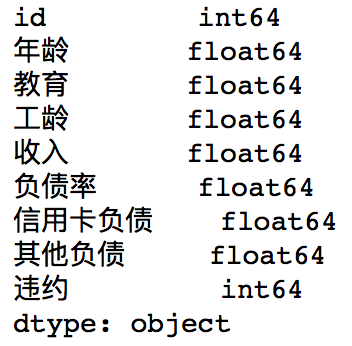 id int64
年龄 float64
教育 float64
工龄 float64
收入 float64
负债率 float64
信用卡负债 float64
其他负债 float64
违约 int64
dtype: object